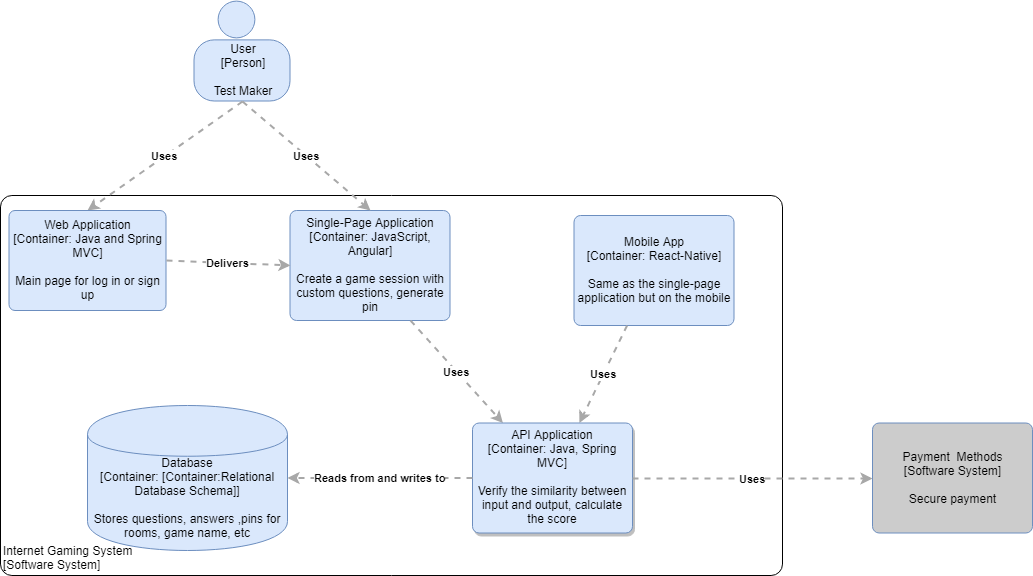 User
[Person]
Test Maker
Uses
Uses
Web Application
[Container: Java and Spring
MVC]
Main page for log in or sign
up
Delivers
Single-Page Application
[Container: JavaScript,
Angular]
Create a game session with
custom questions, generate
pin
Mobile App
[Container: React-Native]
Same as the single-page
application but on the mobile
Uses
Uses
Database
[Container: [Container:Relational
Database Schema]]
Stores questions, answers ,pins for
rooms, game name, etc
Reads from and writes to
API Application
[Container: Java, Spring
MVC]
Verify the similarity between
input and output, calculate
the score
Uses
Payment  Methods
[Software System]
Secure payment
Internet Gaming System
[Software System]